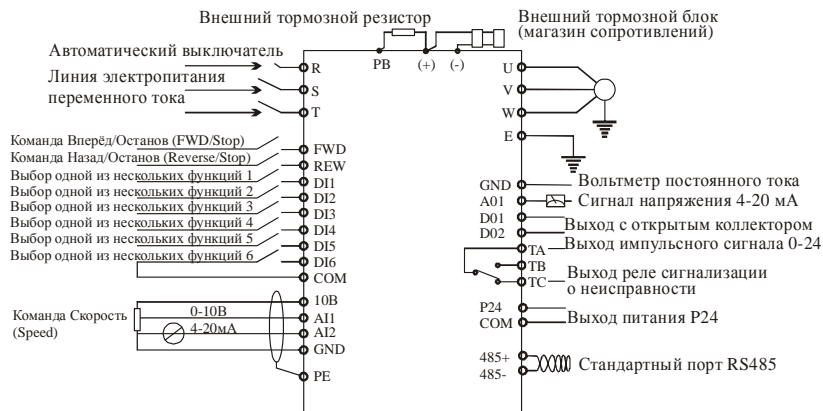 Внешний тормозной резистор
Внешний тормозной блок
(магазин сопротивлений)
Автоматический выключатель
Линия электропитания
переменного тока
PB (+) (-)
R
S
T
U
V
W
E
Команда Вперёд/Останов (FWD/Stop)
Команда Назад/Останов (Reverse/Stop)
Выбор одной из нескольких функций 1
Выбор одной из нескольких функций 2
Выбор одной из нескольких функций 3
Выбор одной из нескольких функций 4
Выбор одной из нескольких функций 5
Выбор одной из нескольких функций 6
FWD
REW
DI1
DI2
DI3
DI4
DI5
DI6
COM
Команда Скорость
(Speed)
0-10В
4-20мА
10В
AI1
AI2
GND
PE
GND
A01
D01
D02
TA
TB
TC
P24
COM
485+
485-
Вольтметр постоянного тока
Сигнал напряжения 4-20 мА
Выход с открытым коллектором
Выход импульсного сигнала 0-24
Выход реле сигнализации
о неисправности
Выход питания P24
Стандартный порт RS485